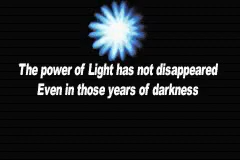 The power of Light has not disappeared
Even in those years of darkness